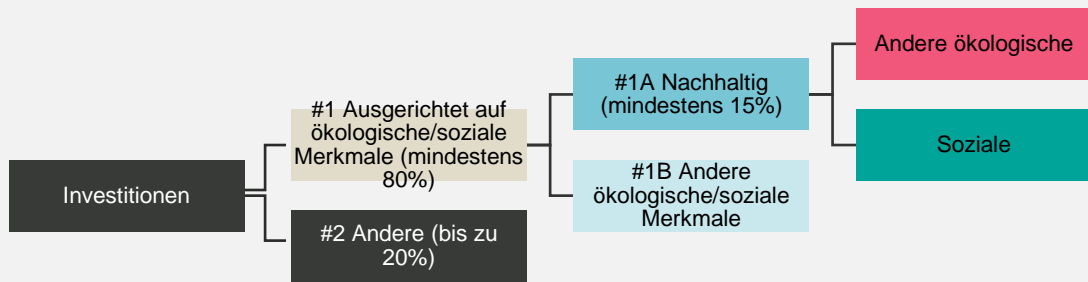 Investitionen
#1 Ausgerichtet auf
ökologische/soziale
Merkmale (mindestens
80%)
#2 Andere (bis zu
20%)
#1A Nachhaltig
(mindestens 15%)
#1B Andere
ökologische/soziale
Merkmale
Andere ökologische
Soziale